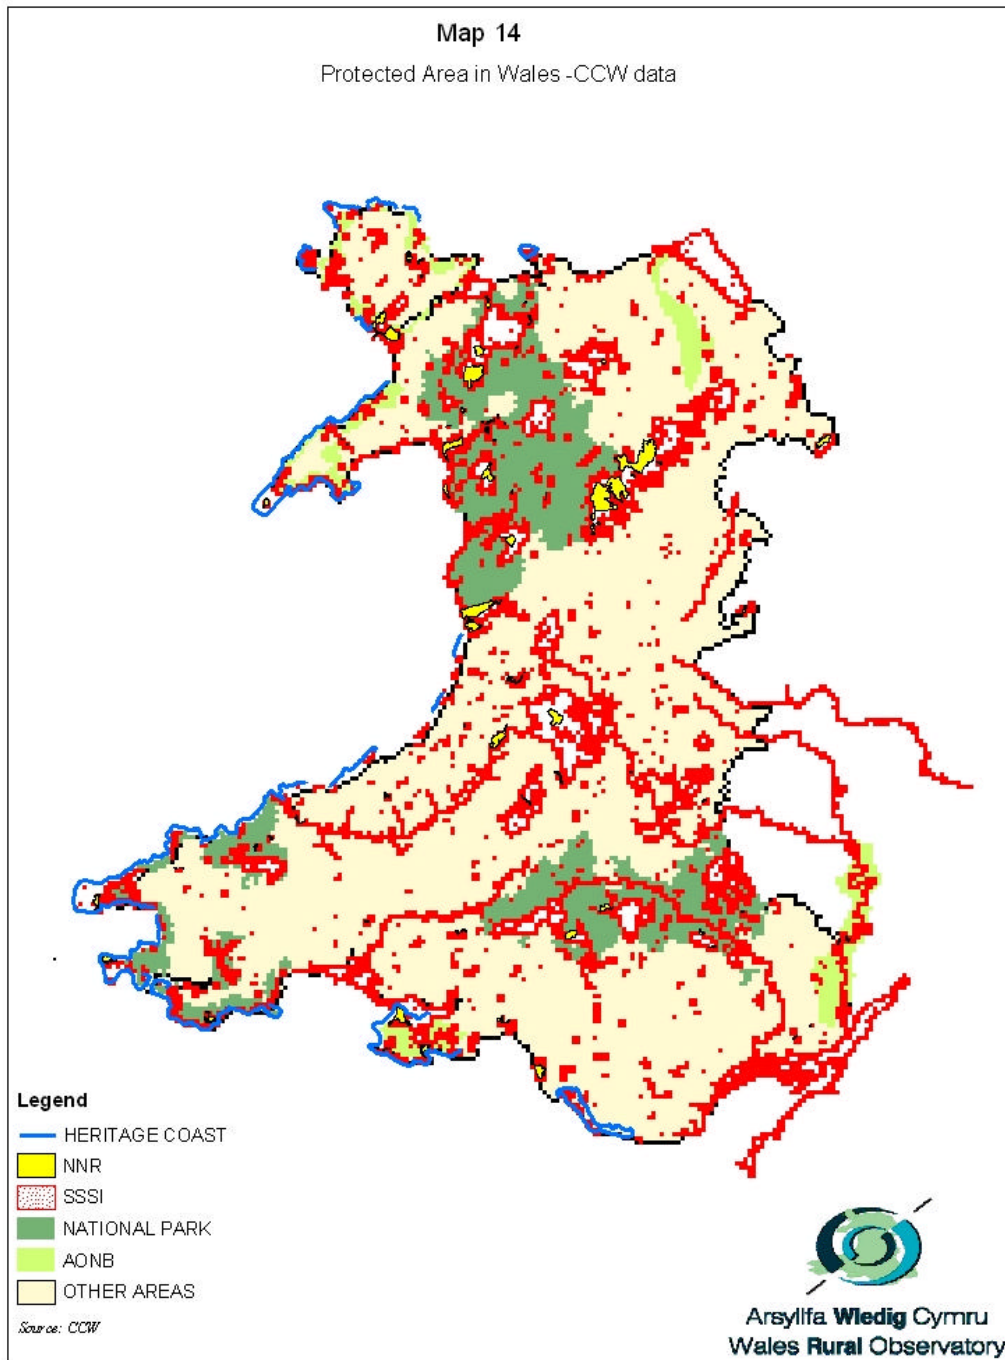 Map 14
Protected Area in Wales -CCW data
Legend
HERITAGE COAST
NNR
SSSI
NATIONAL PARK
AONB
OTHER AREAS
Source: CCW
Arsyllfa Wledig Cymru
Wales Rural Observatory